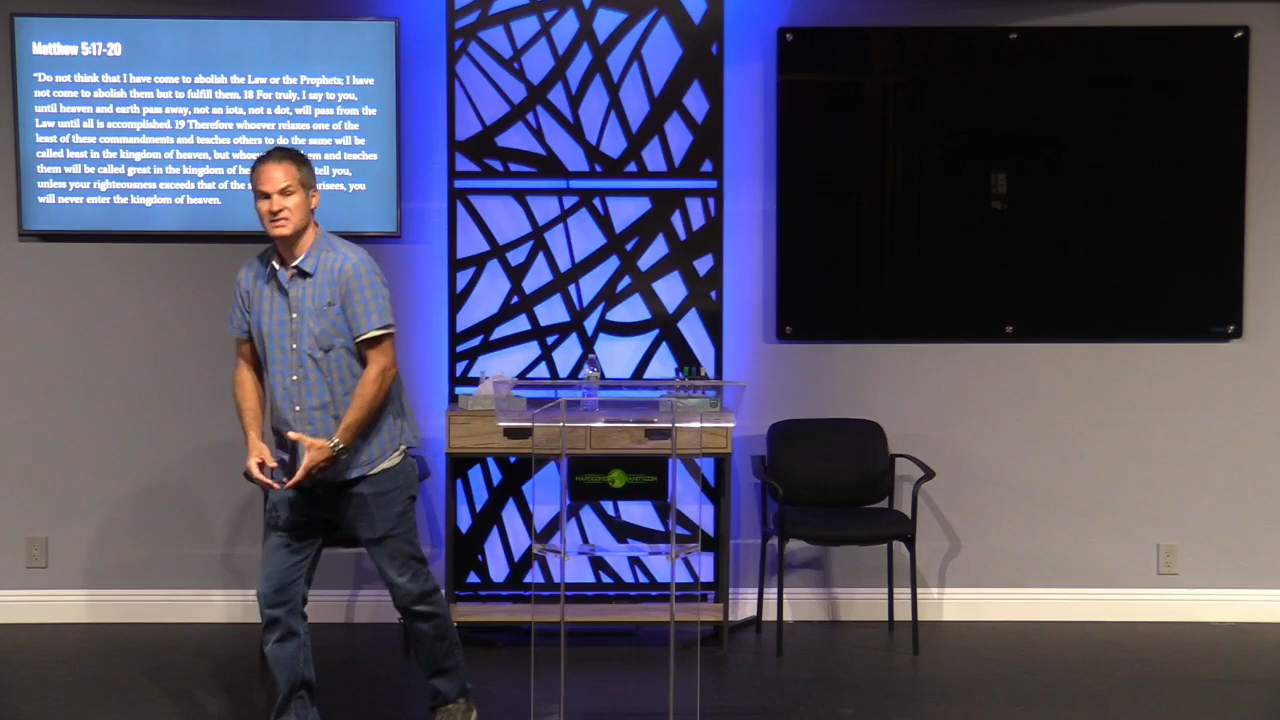 Matthew 5:17-20
“Do not think that I have come to abolish the Law or the Prophets; I have
not come to abolish them but to fulfill them. 18 For truly, I say to you,
until heaven and earth pass away, not an iota, not a dot, will pass from the
Law until all is accomplished. 19 Therefore whoever relaxes one of the
least of these commandments and teaches others to do the same will be
called least in the kingdom of heaven, but and teaches
them will be called great in the kingdom of tell you,
unless your righteousness exceeds that of the you
will never enter the kingdom of heaven.